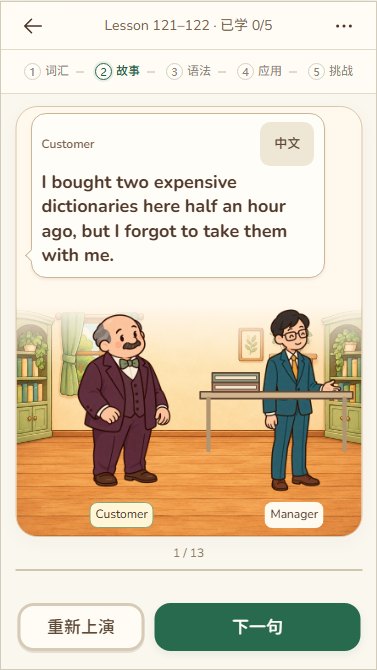 Lesson 121–122 · 已学 0/5
1 词汇 – 2 故事 – 3 语法 – 4 应用 – 5 挑战
Customer
中文
I bought two expensive
dictionaries here half an hour
ago, but I forgot to take them
with me.
Customer
Manager
1 / 13
重新上演
下一句